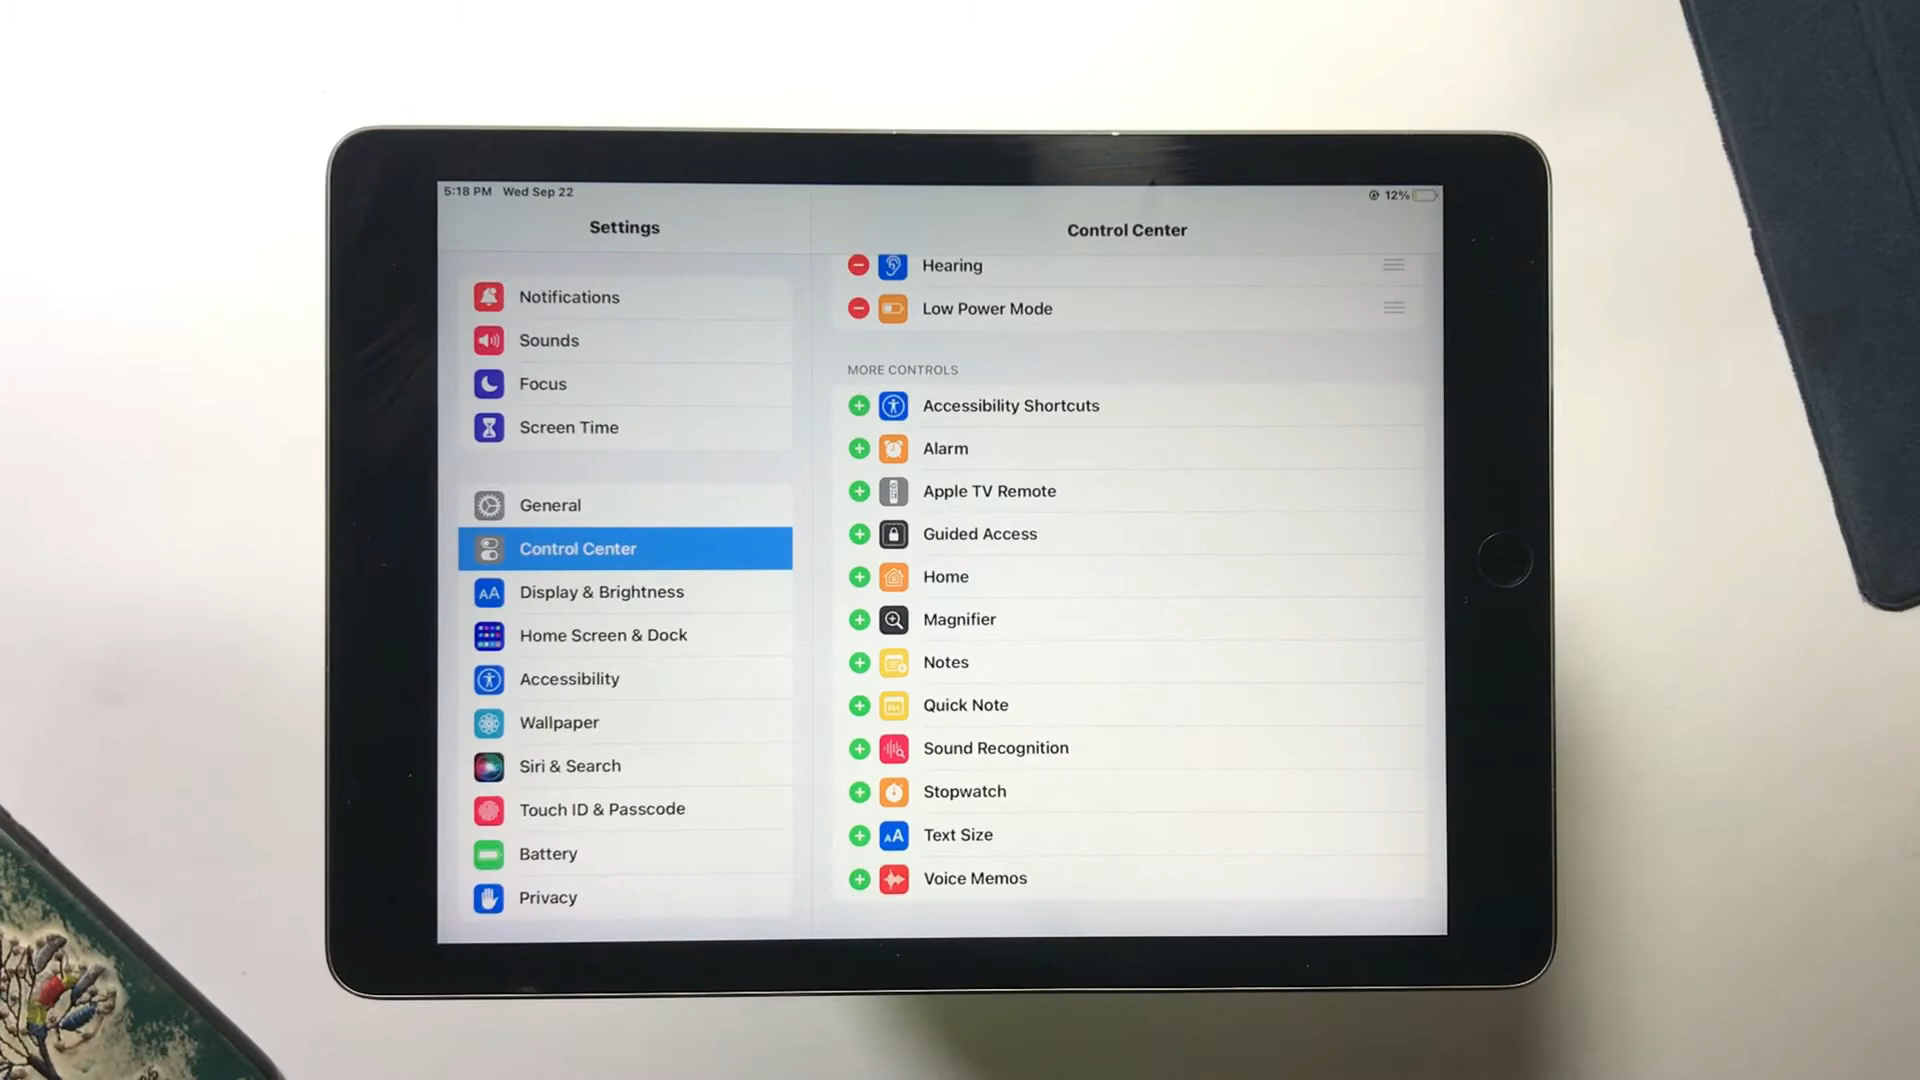 5:18 PM Wed Sep 22
12%
Settings
Control Center
Notifications
Sounds
Focus
Screen Time
General
Control Center
Display & Brightness
Home Screen & Dock
Accessibility
Wallpaper
Siri & Search
Touch ID & Passcode
Battery
Privacy
Hearing
Low Power Mode
MORE CONTROLS
Accessibility Shortcuts
Alarm
Apple TV Remote
Guided Access
Home
Magnifier
Notes
Quick Note
Sound Recognition
Stopwatch
Text Size
Voice Memos